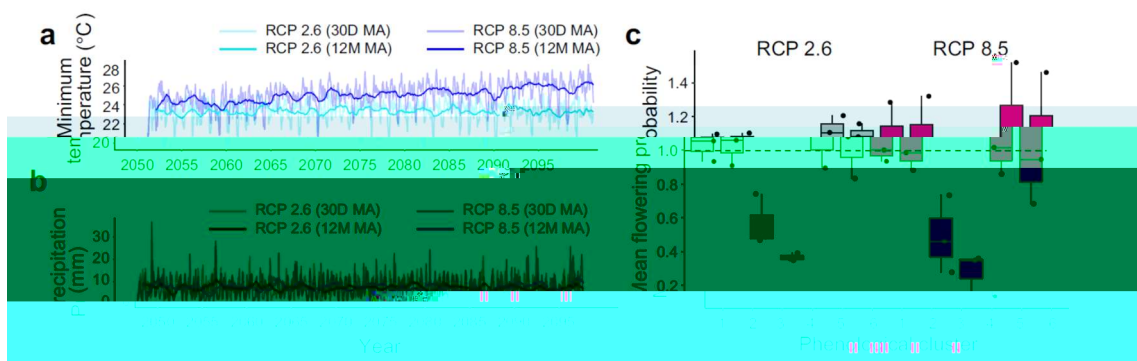 a
RCP 2.6 (30D MA)
RCP 8.5 (30D MA)
RCP 2.6 (12M MA)
RCP 8.5 (12M MA)
Minimum
temperature (°C)
28
26
24
22
20
2050 2055 2060 2065 2070 2075 2080 2085 2090 2095
b
RCP 2.6 (30D MA)
RCP 8.5 (30D MA)
RCP 2.6 (12M MA)
RCP 8.5 (12M MA)
Precipitation
(mm)
30
20
10
0
Year
c
RCP 2.6
RCP 8.5
Mean flowering probability
1.4
1.2
1.0
0.8
0.6
0.4
0.2
cluster